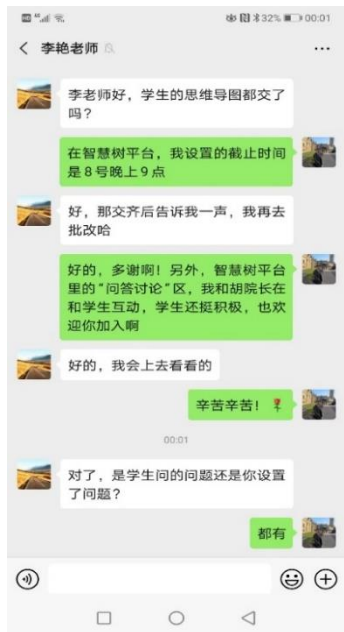 32% 00:01
李艳老师
李老师好，学生的思维导图都交了
吗？
在智慧树平台，我设置的截止时间
是8号晚上9点
好，那交齐后告诉我一声，我再去
批改哈
好的，多谢啊！另外，智慧树平台
里的“问答讨论”区，我和胡院长在
和学生互动，学生还挺积极，也欢
迎你加入啊
好的，我会上去看看的
辛苦辛苦！
00:01
对了，是学生问的问题还是你设置
了问题？
都有